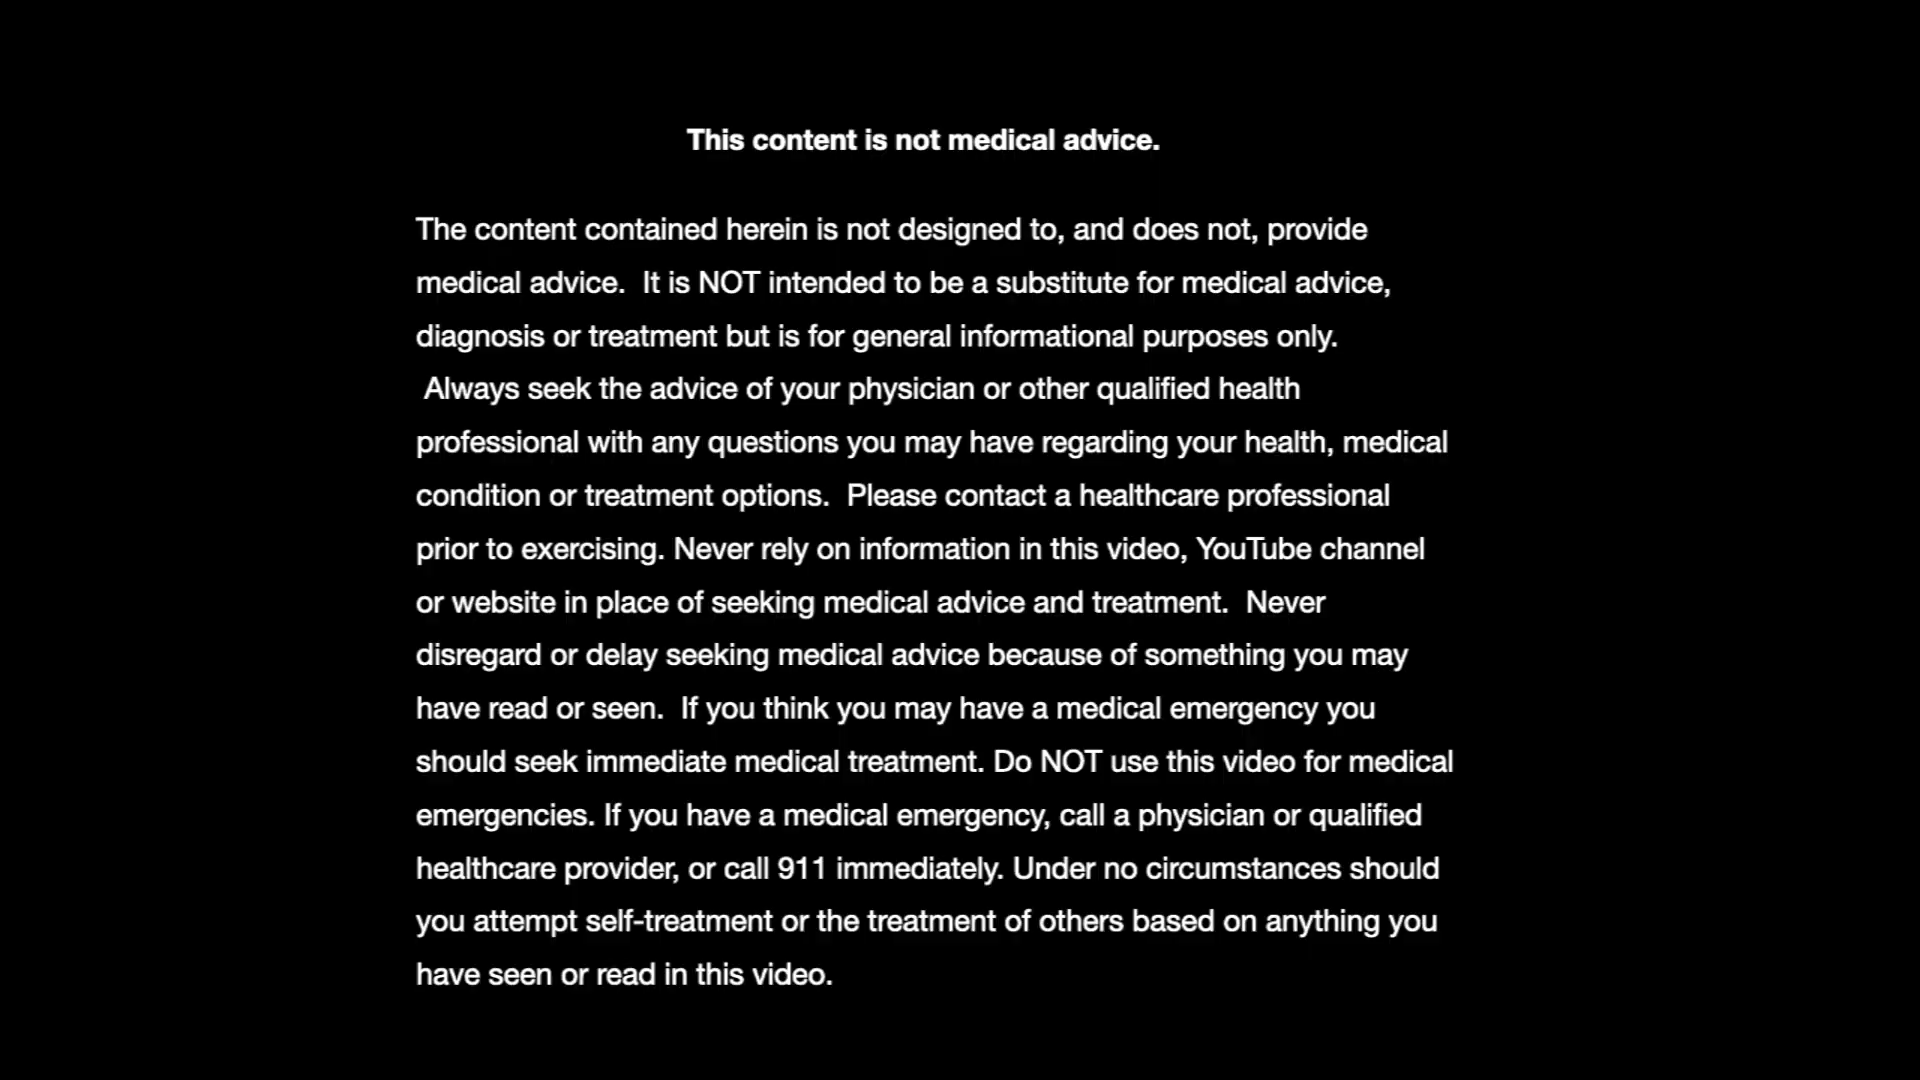 This content is not medical advice.
The content contained herein is not designed to, and does not, provide
medical advice.  It is NOT intended to be a substitute for medical advice,
diagnosis or treatment but is for general informational purposes only.
Always seek the advice of your physician or other qualified health
professional with any questions you may have regarding your health, medical
condition or treatment options.  Please contact a healthcare professional
prior to exercising. Never rely on information in this video, YouTube channel
or website in place of seeking medical advice and treatment.  Never
disregard or delay seeking medical advice because of something you may
have read or seen.  If you think you may have a medical emergency you
should seek immediate medical treatment. Do NOT use this video for medical
emergencies. If you have a medical emergency, call a physician or qualified
healthcare provider, or call 911 immediately. Under no circumstances should
you attempt self-treatment or the treatment of others based on anything you
have seen or read in this video.